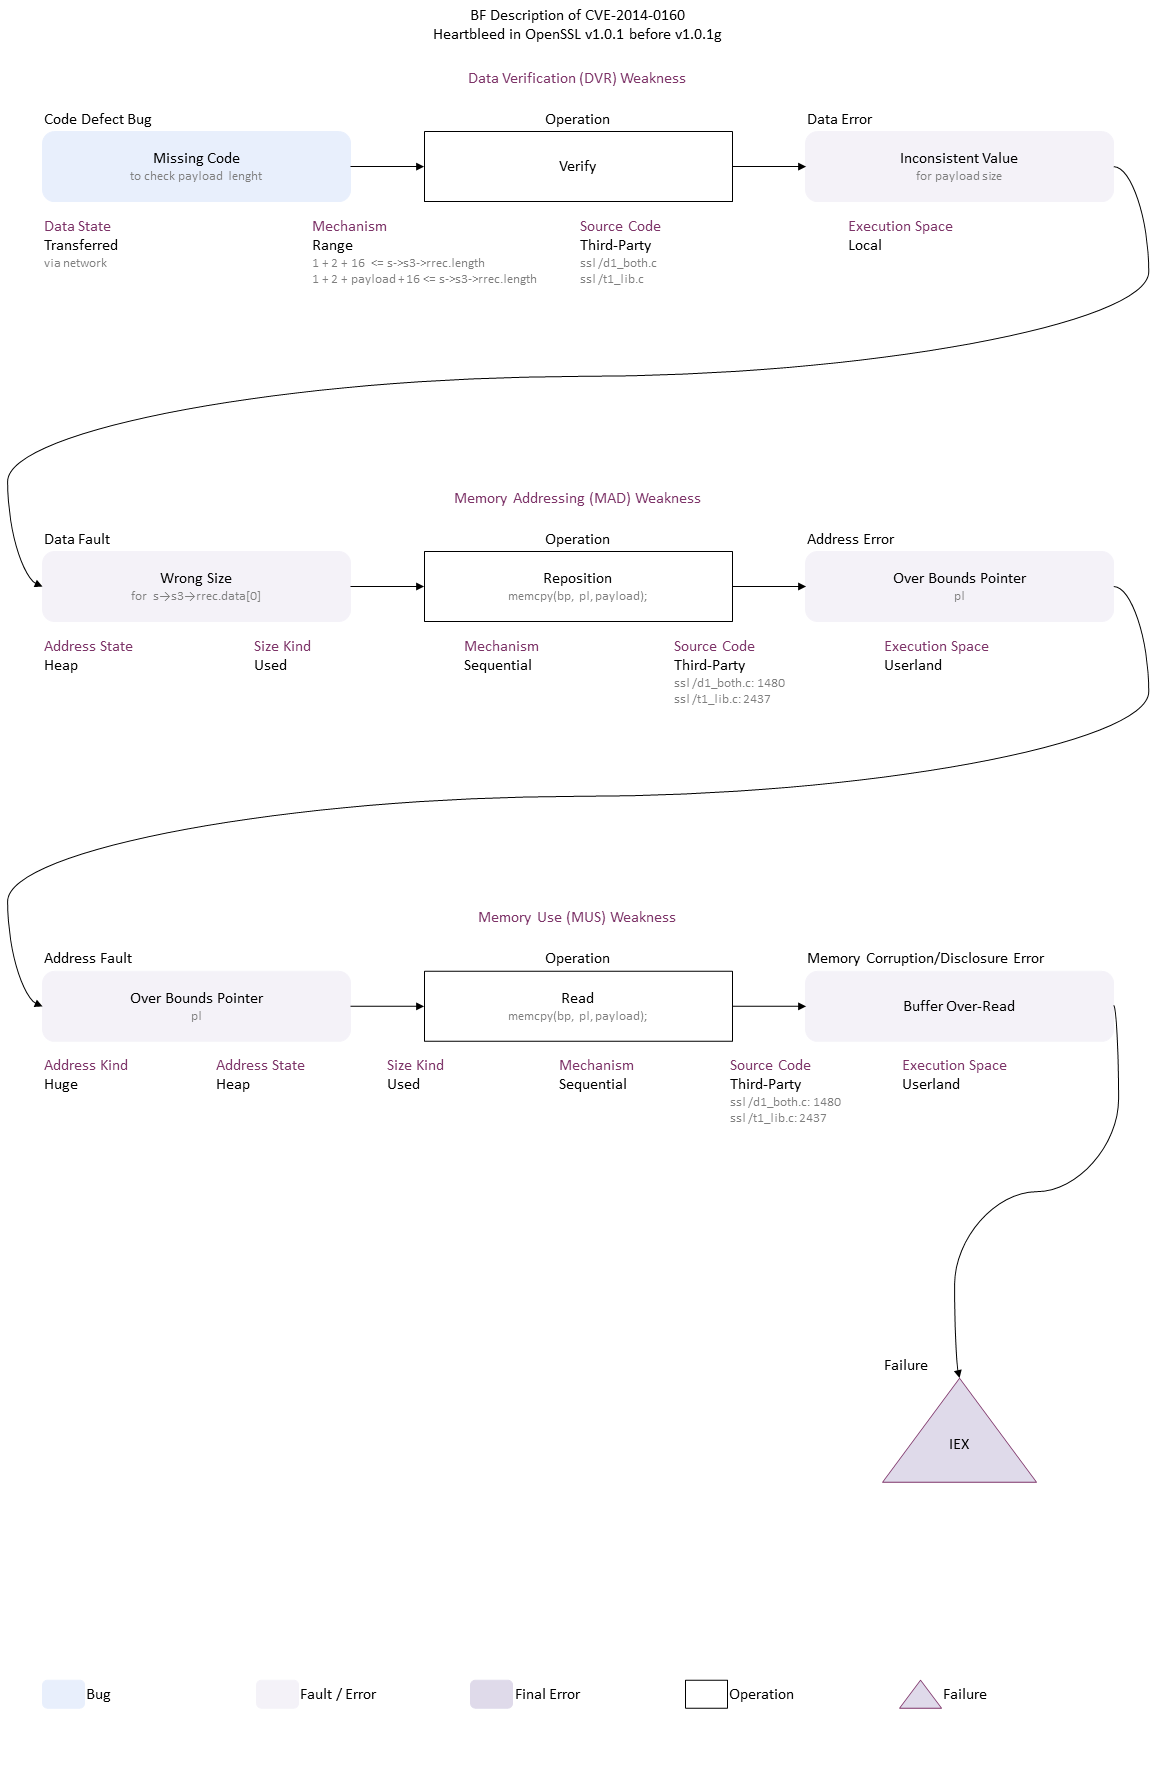 BF Description of CVE-2014-0160
Heartbleed in OpenSSL v1.0.1 before v1.0.1g
Data Verification (DVR) Weakness
Code Defect Bug
Operation
Data Error
Missing Code
to check payload lenght
Verify
Inconsistent Value
for payload size
Data State
Transferred
via network
Mechanism
Range
1 + 2 + 16 <= s->s3->rrec.length
1 + 2 + payload + 16 <= s->s3->rrec.length
Source Code
Third-Party
ssl/d1_both.c
ssl/t1_lib.c
Execution Space
Local
Memory Addressing (MAD) Weakness
Data Fault
Operation
Address Error
Wrong Size
for s→s3→rrec.data[0]
Reposition
memcpy(bp, pl, payload);
Over Bounds Pointer
pl
Address State
Heap
Size Kind
Used
Mechanism
Sequential
Source Code
Third-Party
ssl/d1_both.c: 1480
ssl/t1_lib.c: 2437
Execution Space
Userland
Memory Use (MUS) Weakness
Address Fault
Operation
Memory Corruption/Disclosure Error
Over Bounds Pointer
pl
Read
memcpy(bp, pl, payload);
Buffer Over-Read
Address Kind
Huge
Address State
Heap
Size Kind
Used
Mechanism
Sequential
Source Code
Third-Party
ssl/d1_both.c: 1480
ssl/t1_lib.c: 2437
Execution Space
Userland
Failure
IEX
Bug
Fault / Error
Final Error
Operation
Failure